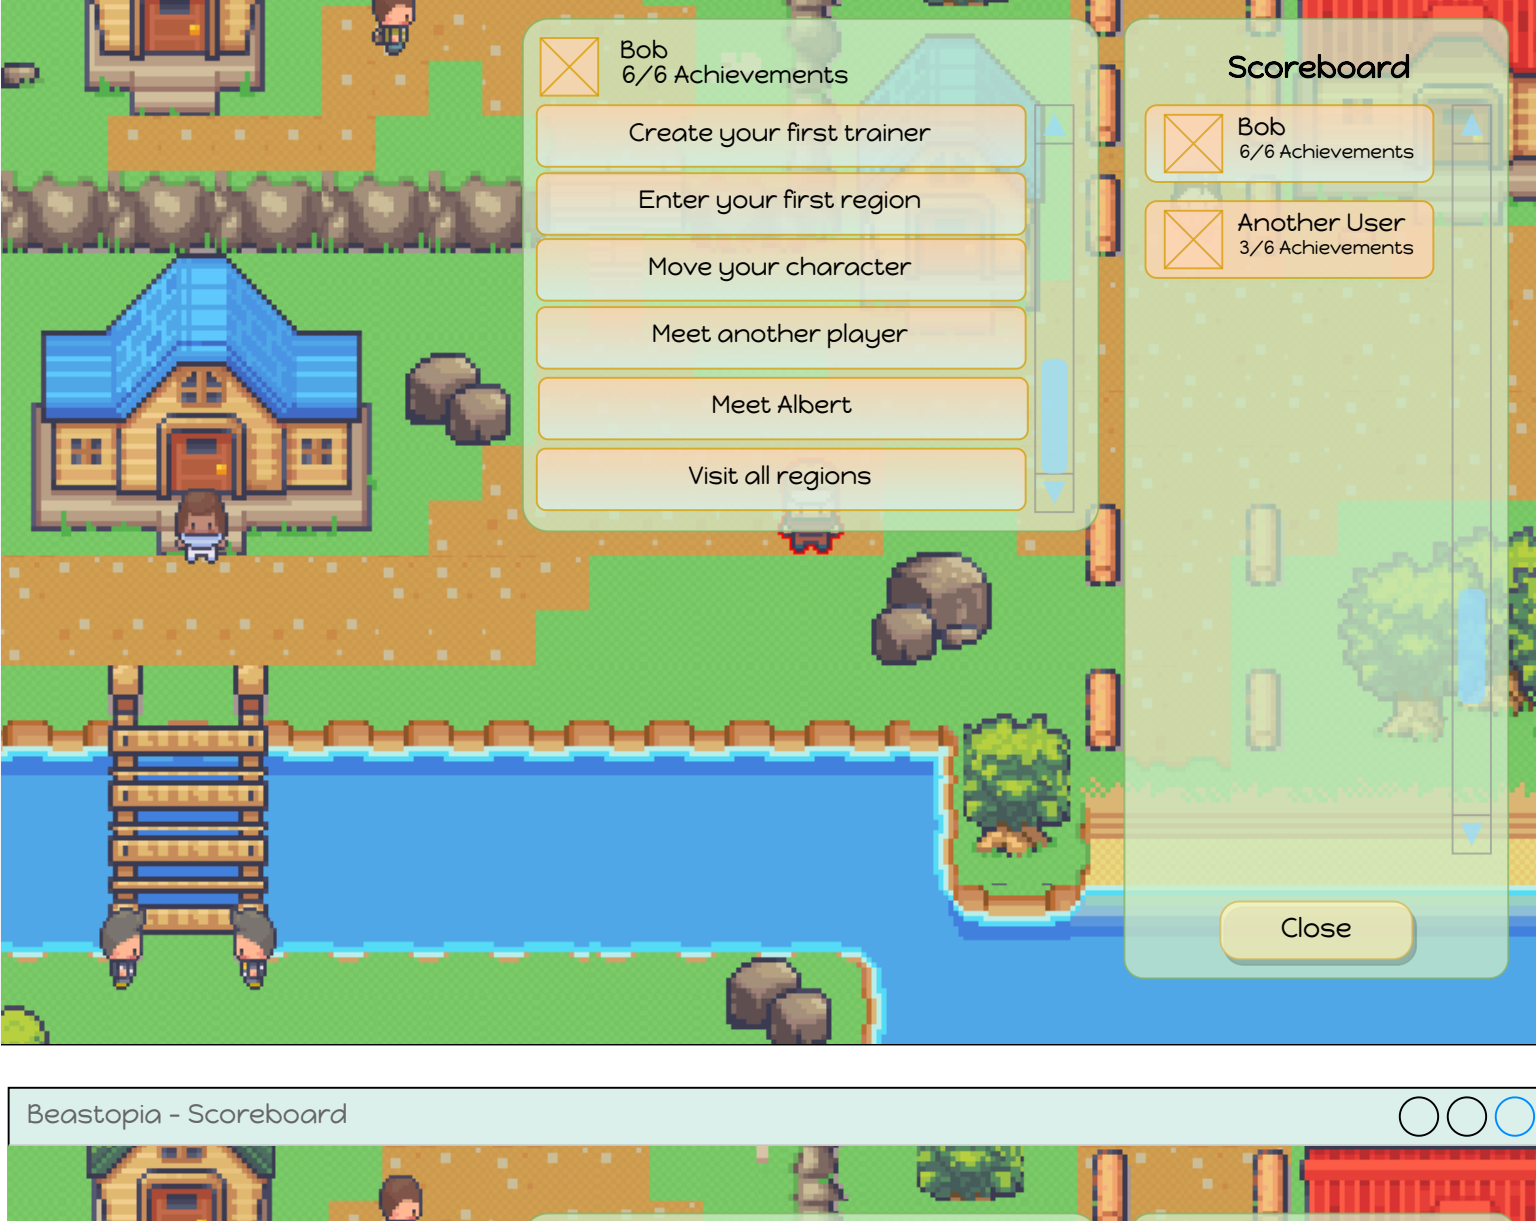 Bob
6/6 Achievements
Create your first trainer
Enter your first region
Move your character
Meet another player
Meet Albert
Visit all regions
Scoreboard
Bob
6/6 Achievements
Another User
3/6 Achievements
Close
Beastopia - Scoreboard